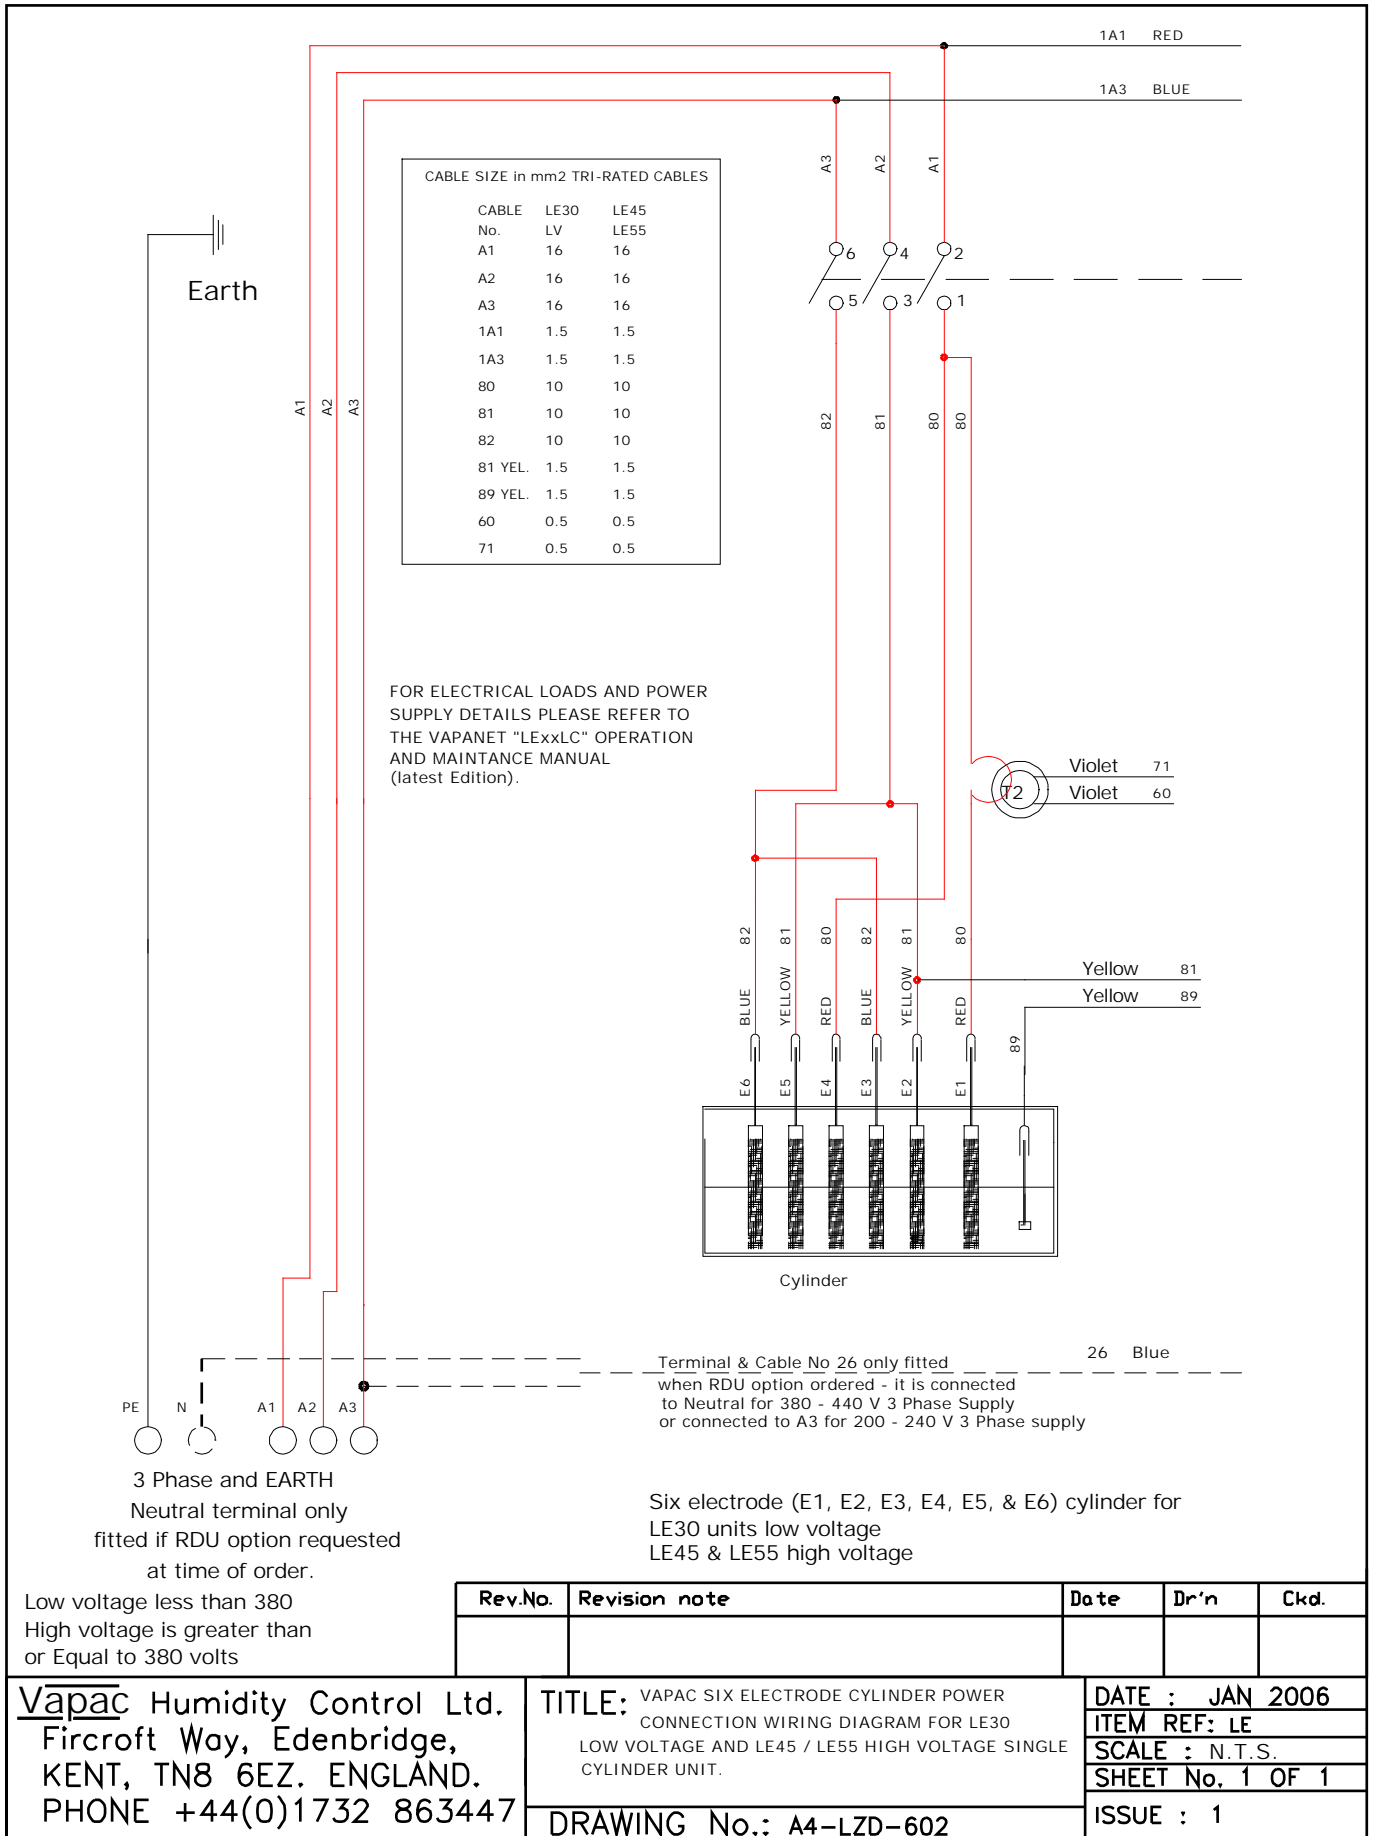 1A1 RED
1A3 BLUE
A3 A2 A1
CABLE SIZE in mm2 TRI-RATED CABLES
CABLE LE30 LE45
No. LV LE55
A1 16 16
A2 16 16
A3 16 16
1A1 1.5 1.5
1A3 1.5 1.5
80 10 10
81 10 10
82 10 10
81 YEL. 1.5 1.5
89 YEL. 1.5 1.5
60 0.5 0.5
71 0.5 0.5
Earth
6 4 2
5 3 1
A1 A2 A3
82 81 80 80
FOR ELECTRICAL LOADS AND POWER
SUPPLY DETAILS PLEASE REFER TO
THE VAPANET "LExxLC" OPERATION
AND MAINTANCE MANUAL
(latest Edition).
T2
Violet 71
Violet 60
82 81 80 82 81 80
BLUE YELLOW RED BLUE YELLOW RED
Yellow 81
Yellow 89
89
E6 E5 E4 E3 E2 E1
Cylinder
26 Blue
Terminal & Cable No 26 only fitted
when RDU option ordered - it is connected
to Neutral for 380 - 440 V 3 Phase Supply
or connected to A3 for 200 - 240 V 3 Phase supply
PE N A1 A2 A3
3 Phase and EARTH
Neutral terminal only
fitted if RDU option requested
at time of order.
Low voltage less than 380
High voltage is greater than
or Equal to 380 volts
Six electrode (E1, E2, E3, E4, E5, & E6) cylinder for
LE30 units low voltage
LE45 & LE55 high voltage
Rev.No. Revision note Date Dr'n Ckd.
Vapac Humidity Control Ltd.
Fircroft Way, Edenbridge,
KENT, TN8 6EZ. ENGLAND.
PHONE +44(0)1732 863447
TITLE: VAPAC SIX ELECTRODE CYLINDER POWER
CONNECTION WIRING DIAGRAM FOR LE30
LOW VOLTAGE AND LE45 / LE55 HIGH VOLTAGE SINGLE
CYLINDER UNIT.
DRAWING No.: A4-LZD-602
DATE : JAN 2006
ITEM REF: LE
SCALE : N.T.S.
SHEET No. 1 OF 1
ISSUE : 1